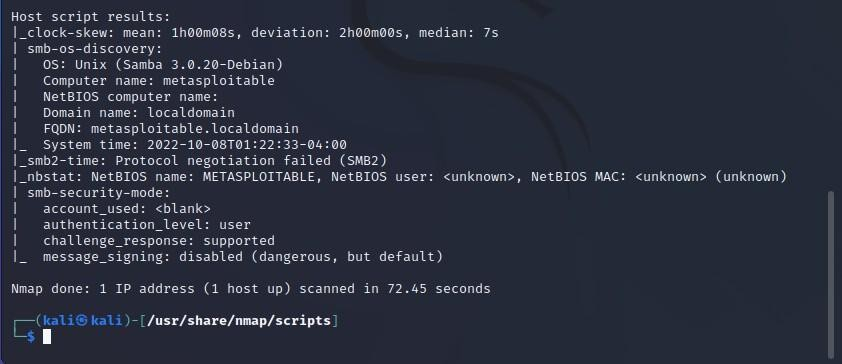 Host script results:
|_clock-skew: mean: 1h00m08s, deviation: 2h00m00s, median: 7s
| smb-os-discovery:
|   OS: Unix (Samba 3.0.20-Debian)
|   Computer name: metasploitable
|   NetBIOS computer name:
|   Domain name: localdomain
|   FQDN: metasploitable.localdomain
|_  System time: 2022-10-08T01:22:33-04:00
|_smb2-time: Protocol negotiation failed (SMB2)
|_nbstat: NetBIOS name: METASPLOITABLE, NetBIOS user: <unknown>, NetBIOS MAC: <unknown> (unknown)
| smb-security-mode:
|   account_used: <blank>
|   authentication_level: user
|   challenge_response: supported
|_  message_signing: disabled (dangerous, but default)
Nmap done: 1 IP address (1 host up) scanned in 72.45 seconds
┌──(kali㉿kali)-[/usr/share/nmap/scripts]
└─$